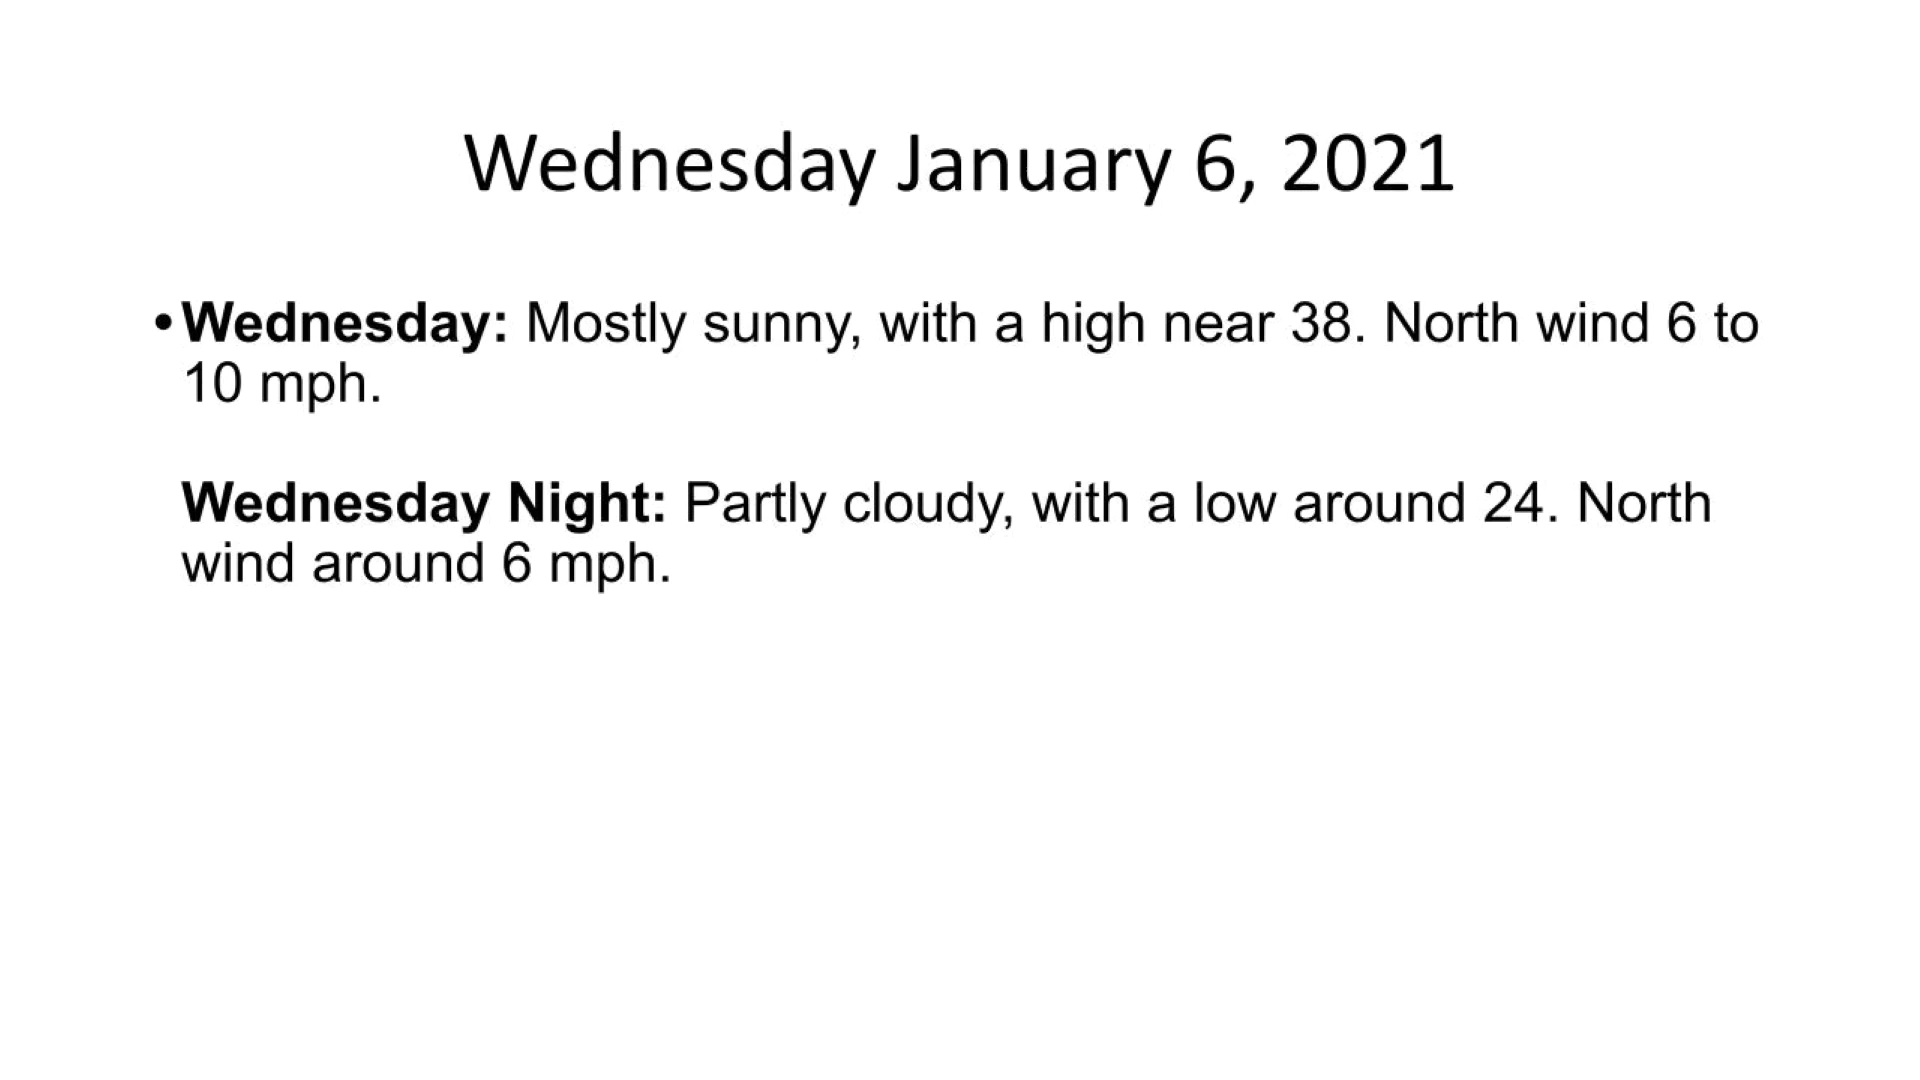 Wednesday January 6, 2021
•Wednesday: Mostly sunny, with a high near 38. North wind 6 to
10 mph.
Wednesday Night: Partly cloudy, with a low around 24. North
wind around 6 mph.